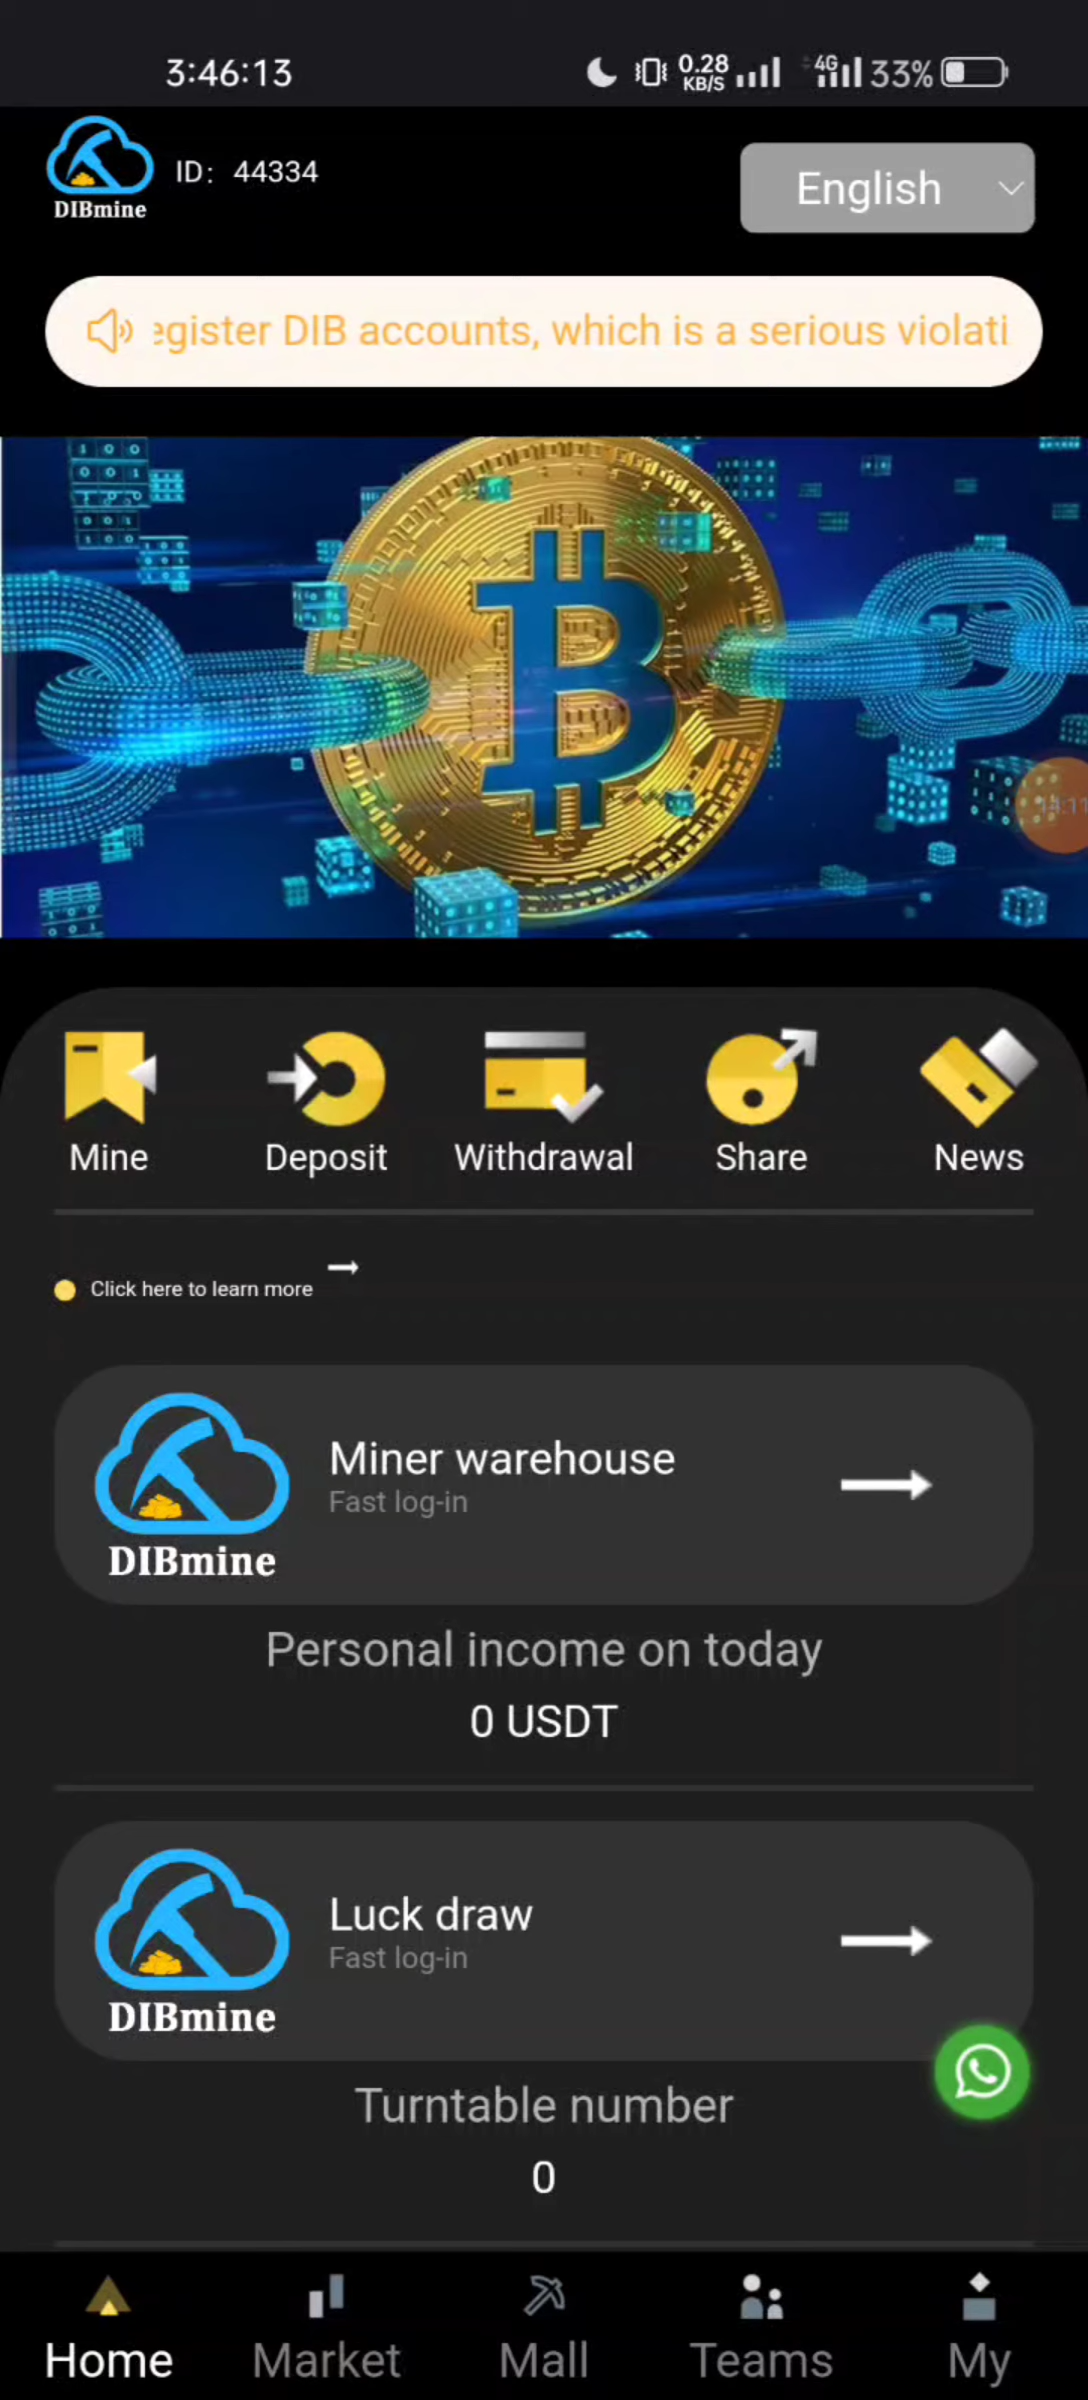 3:46:13
0.28
KB/S
4G
33%
DIBmine
ID: 44334
English
egister DIB accounts, which is a serious violati
Mine
Deposit
Withdrawal
Share
News
Click here to learn more
DIBmine
Miner warehouse
Fast log-in
Personal income on today
0 USDT
DIBmine
Luck draw
Fast log-in
Turntable number
0
Home
Market
Mall
Teams
My